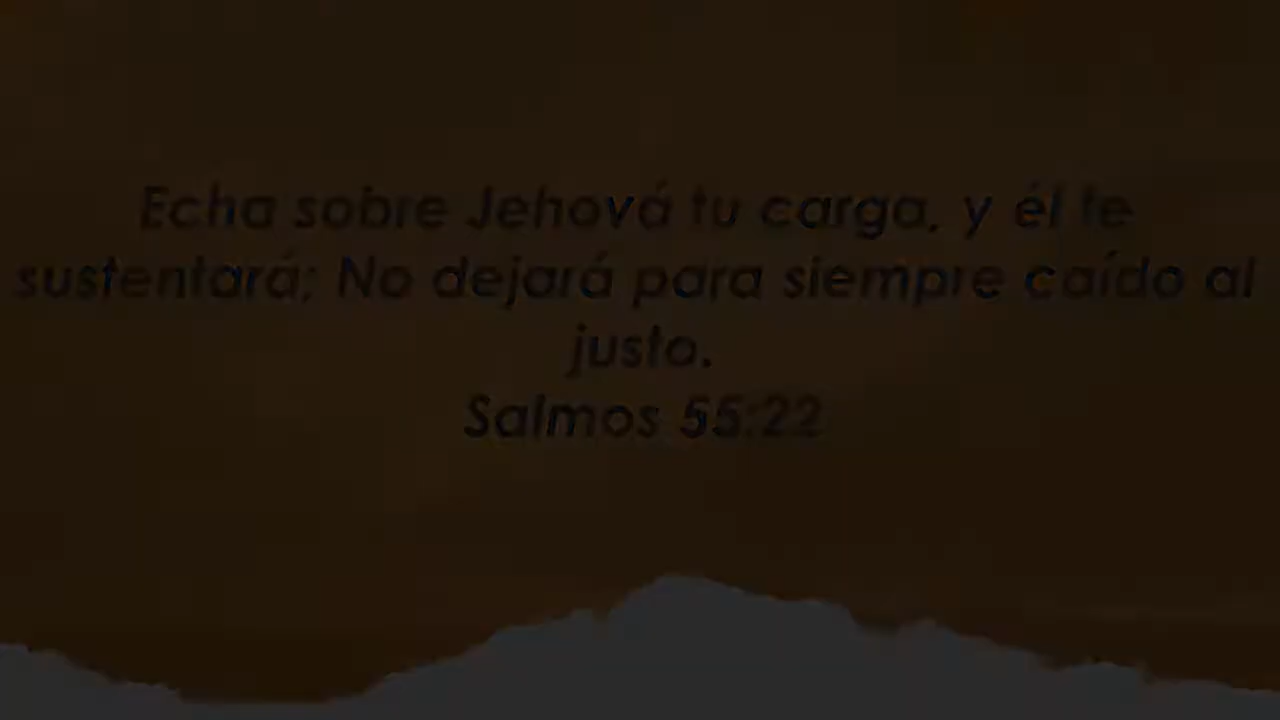 Echa sobre Jehová tu carga, y él te
sustentará; No dejará para siempre caído al
justo.
Salmos 55:22